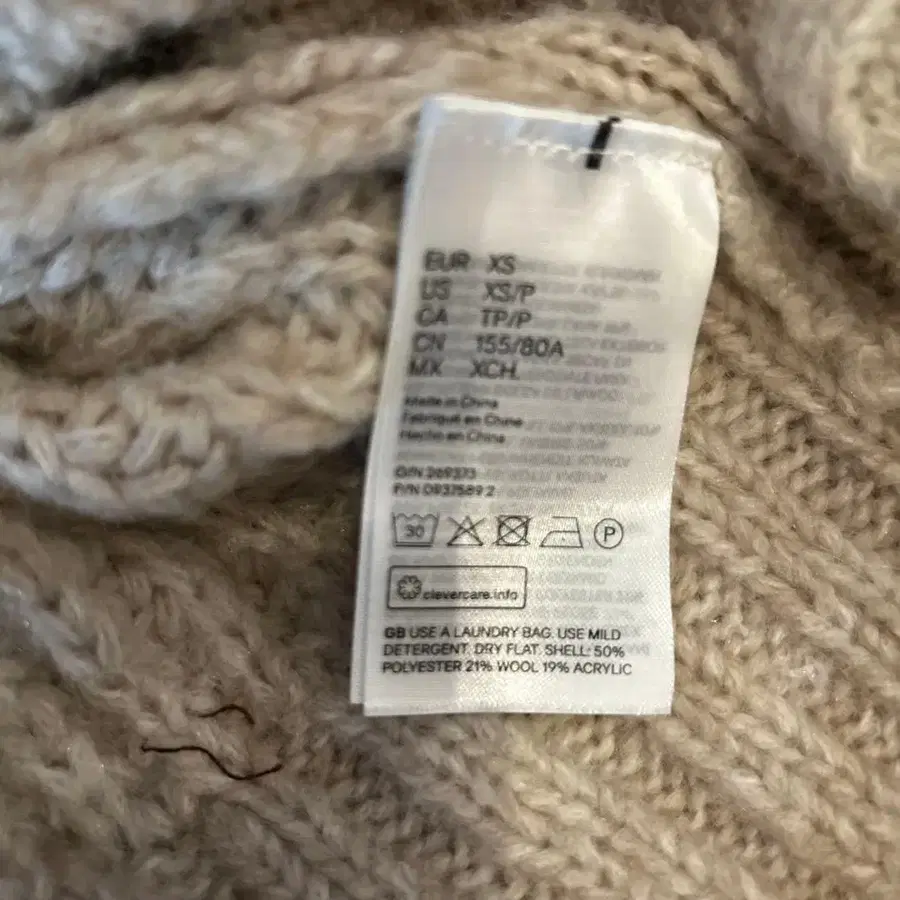 EUR XS
US XS/P
CA TP/P
CN 155/80A
MX XCH.
Made in China
Fabriqué en Chine
Hecho en China
O/N 269373
P/N 0937589 2
30
P
clevercare.info
GB USE A LAUNDRY BAG. USE MILD
DETERGENT. DRY FLAT. SHELL: 50%
POLYESTER 21% WOOL 19% ACRYLIC